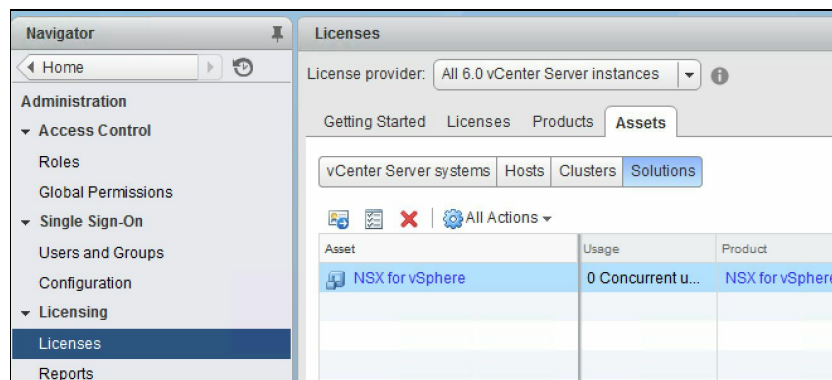 Navigator
Home
Administration
Access Control
Roles
Global Permissions
Single Sign-On
Users and Groups
Configuration
Licensing
Licenses
Reports
Licenses
License provider: All 6.0 vCenter Server instances
Getting Started Licenses Products Assets
vCenter Server systems Hosts Clusters Solutions
All Actions
Asset Usage Product
NSX for vSphere 0 Concurrent u... NSX for vSphere